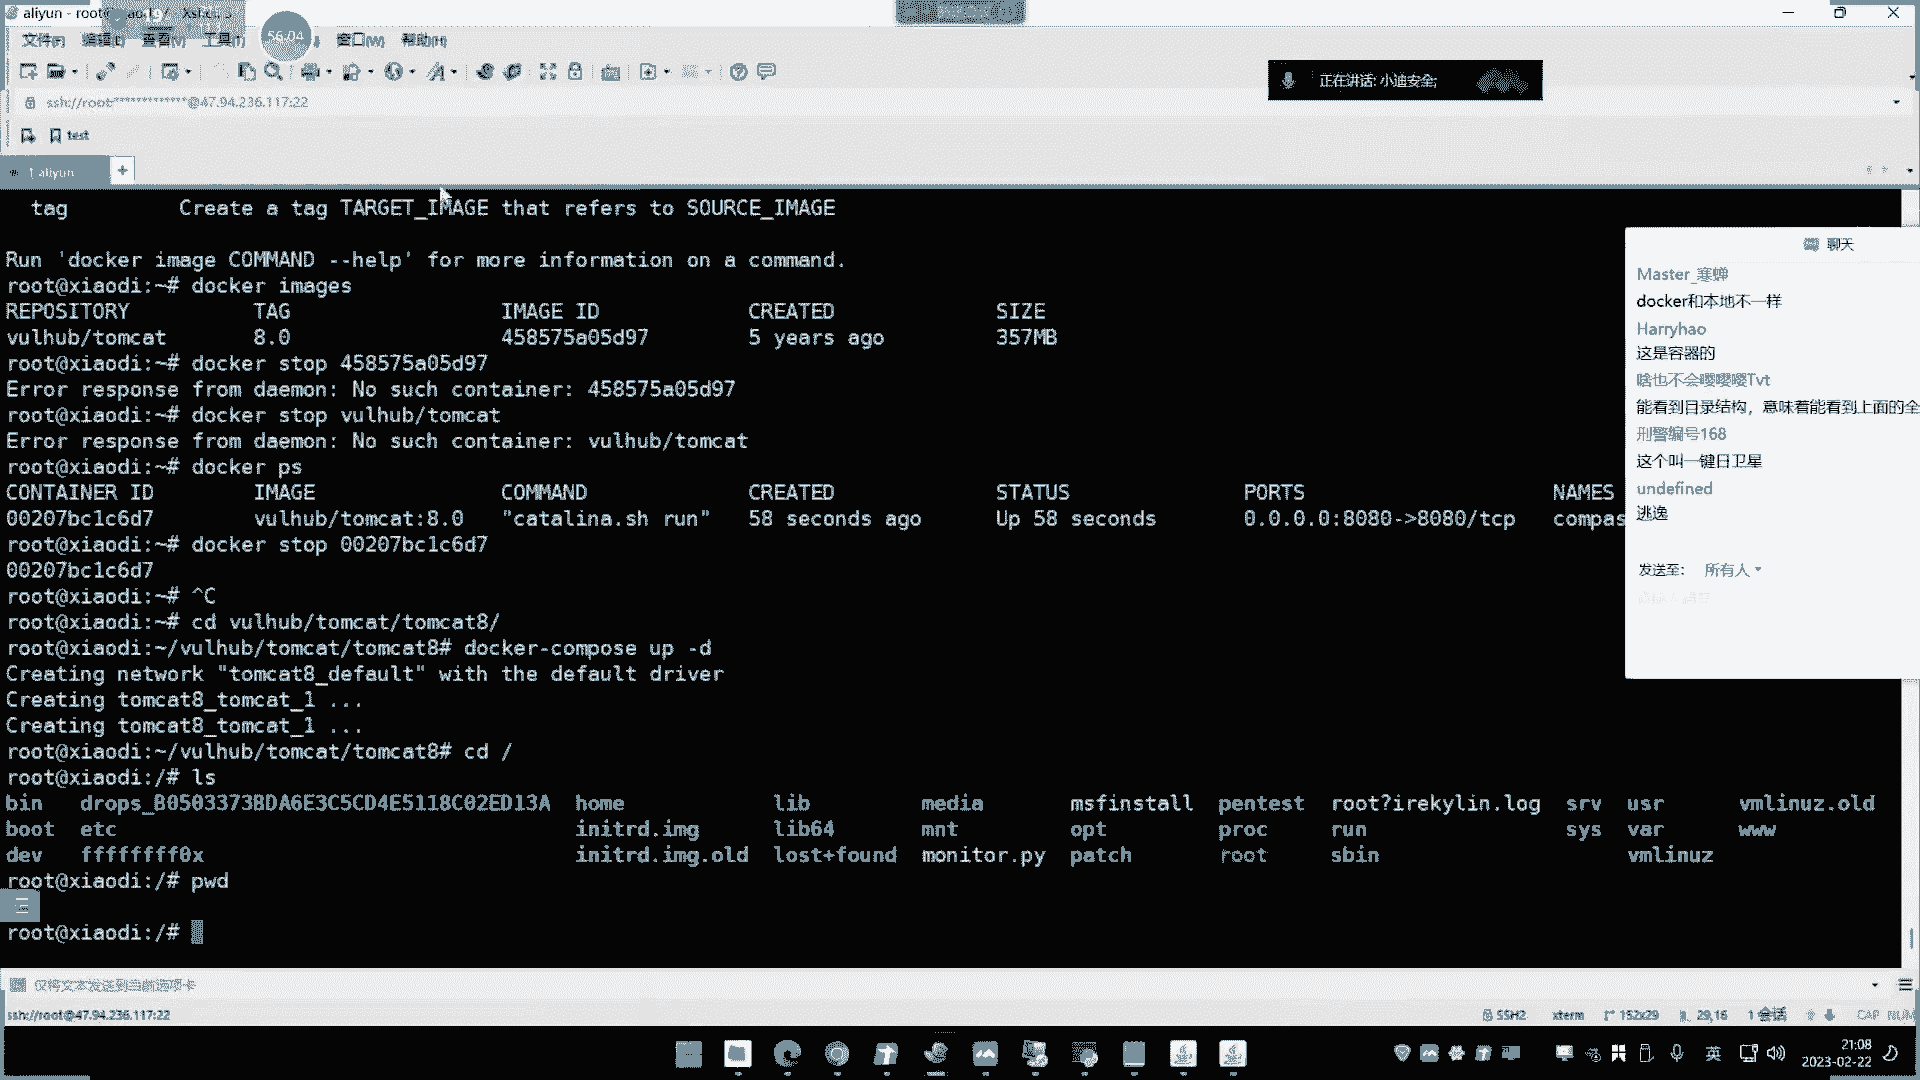 aliyun - root@
56:04
文件(F) 编辑(E) 查看(V) 工具(T) 窗口(W) 帮助(H)
ssh://root:*************@47.94.236.117:22
正在讲话: 小迪安全;
test
1 aliyun
+
tag Create a tag TARGET_IMAGE that refers to SOURCE_IMAGE
Run 'docker image COMMAND --help' for more information on a command.
root@xiaodi:~# docker images
REPOSITORY TAG IMAGE ID CREATED SIZE
vulhub/tomcat 8.0 458575a05d97 5 years ago 357MB
root@xiaodi:~# docker stop 458575a05d97
Error response from daemon: No such container: 458575a05d97
root@xiaodi:~# docker stop vulhub/tomcat
Error response from daemon: No such container: vulhub/tomcat
root@xiaodi:~# docker ps
CONTAINER ID IMAGE COMMAND CREATED STATUS PORTS NAMES
00207bc1c6d7 vulhub/tomcat:8.0 "catalina.sh run" 58 seconds ago Up 58 seconds 0.0.0.0:8080->8080/tcp compas
root@xiaodi:~# docker stop 00207bc1c6d7
00207bc1c6d7
root@xiaodi:~# ^C
root@xiaodi:~# cd vulhub/tomcat/tomcat8/
root@xiaodi:~/vulhub/tomcat/tomcat8# docker-compose up -d
Creating network "tomcat8_default" with the default driver
Creating tomcat8_tomcat_1 ...
Creating tomcat8_tomcat_1 ...
root@xiaodi:~/vulhub/tomcat/tomcat8# cd /
root@xiaodi:/# ls
bin drops_B0503373BDA6E3C5CD4E5118C02ED13A home lib media msfinstall pentest root?irekylin.log srv usr vmlinuz.old
boot etc initrd.img lib64 mnt opt proc run sys var www
dev ffffffff0x initrd.img.old lost+found monitor.py patch root sbin vmlinuz
root@xiaodi:/# pwd
root@xiaodi:/#
聊天
Master_寒蝉
docker和本地不一样
Harryhao
这是容器的
啥也不会嘤嘤嘤Tvt
能看到目录结构，意味着能看到上面的全
刑警编号168
这个叫一键日卫星
undefined
逃逸
发送至: 所有人
仅将文本发送到当前选项卡
ssh://root@47.94.236.117:22
SSH2 xterm 152x29 29,16 1 会话 CAP NUM
英
21:08
2023-02-22